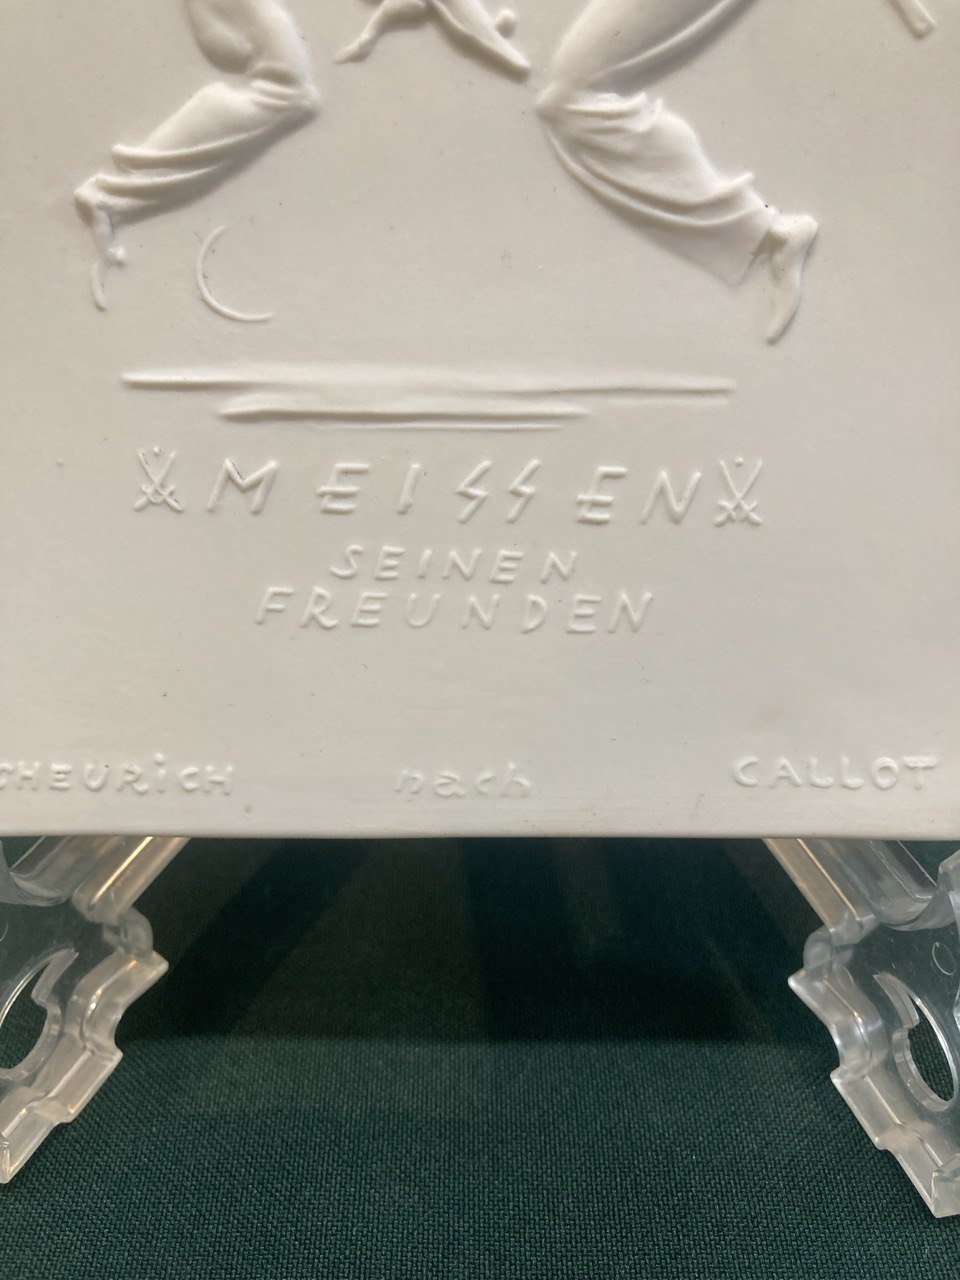 MEISSEN
SEINEN
FREUNDEN
CHEURiCH nach CALLOT